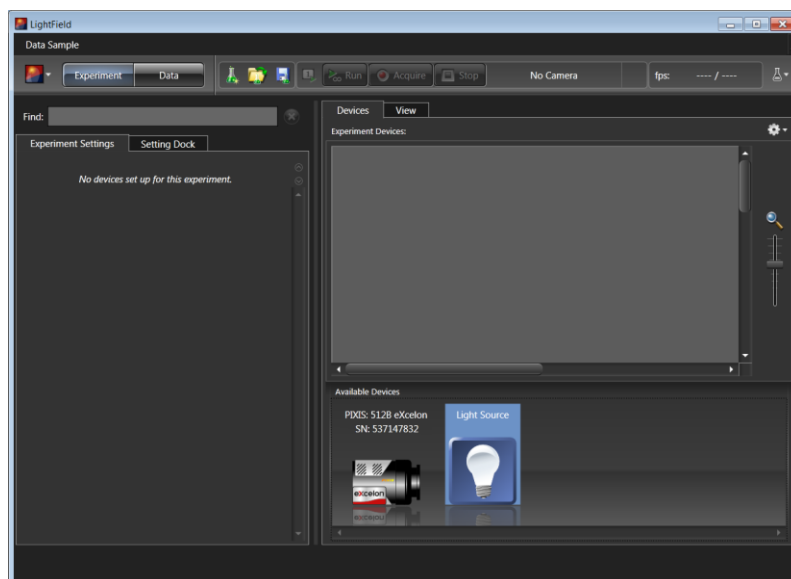 LightField
Data Sample
Experiment Data Run Acquire Stop No Camera fps: ---- / ----
Find:
Experiment Settings Setting Dock
No devices set up for this experiment.
Devices View
Experiment Devices:
Available Devices
PIXIS: 512B eXcelon
SN: 537147832
Light Source
eXcelon